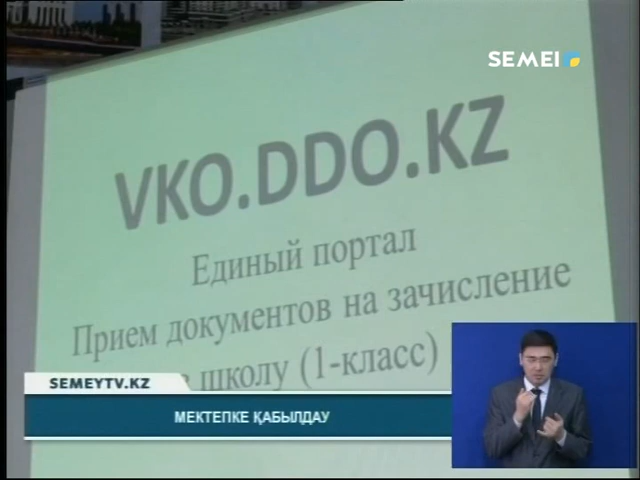 SEMEI
VKO.DDO.KZ
Единый портал
Прием документов на зачисление
школу (1-класс)
SEMEYTV.KZ
МЕКТЕПКЕ ҚАБЫЛДАУ